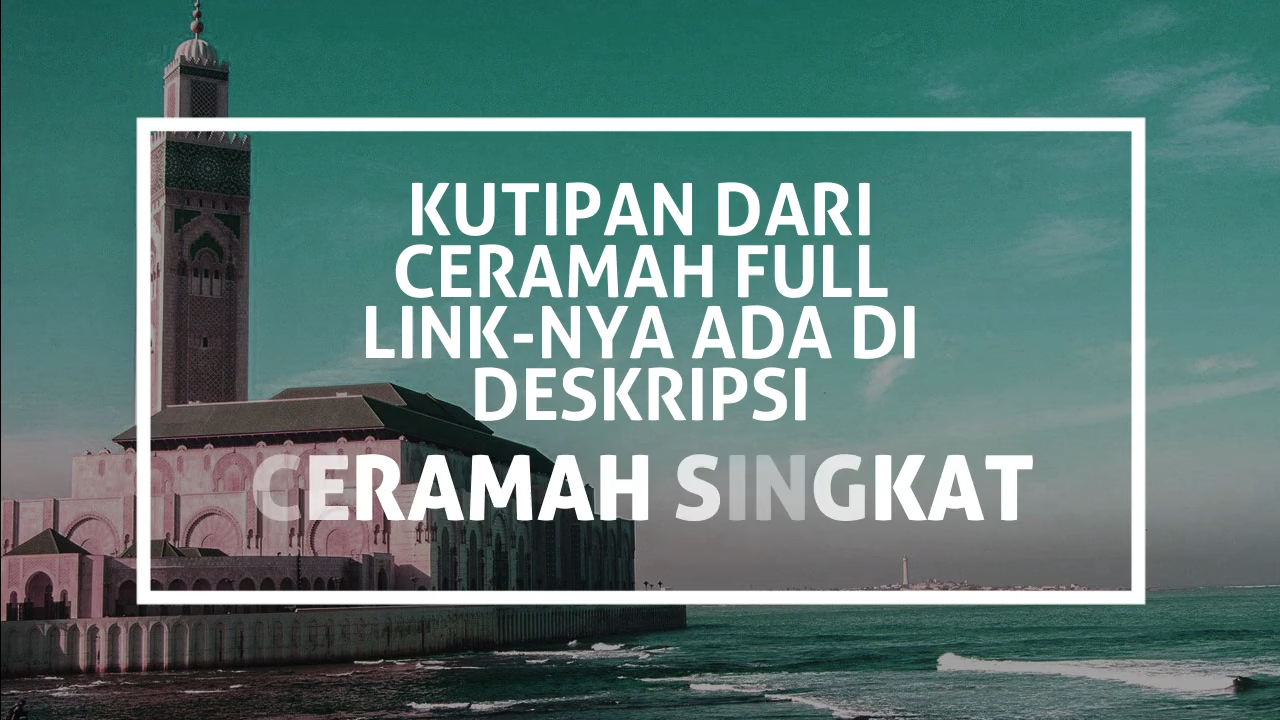 KUTIPAN DARI
CERAMAH FULL
LINK-NYA ADA DI
DESKRIPSI
CERAMAH SINGKAT